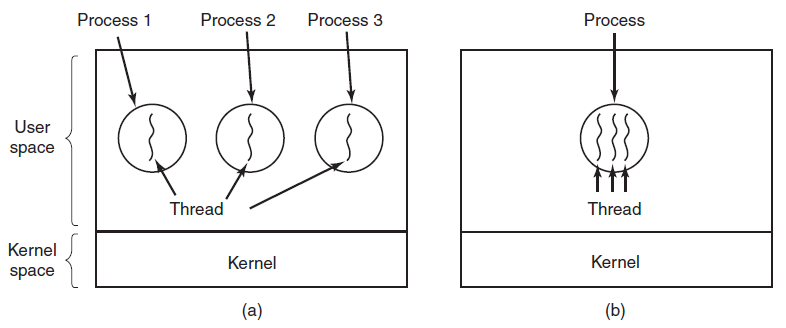 Process 1
Process 2
Process 3
Process
User
space
Thread
Thread
Kernel
space
Kernel
Kernel
(a)
(b)